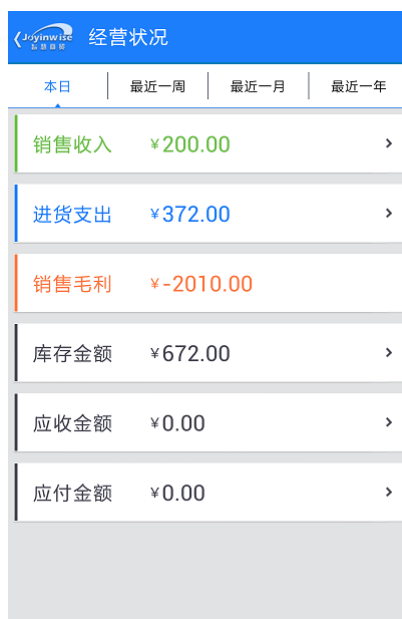 Joyinwise
经营状况
本日 最近一周 最近一月 最近一年
销售收入 ¥200.00
进货支出 ¥372.00
销售毛利 ¥-2010.00
库存金额 ¥672.00
应收金额 ¥0.00
应付金额 ¥0.00